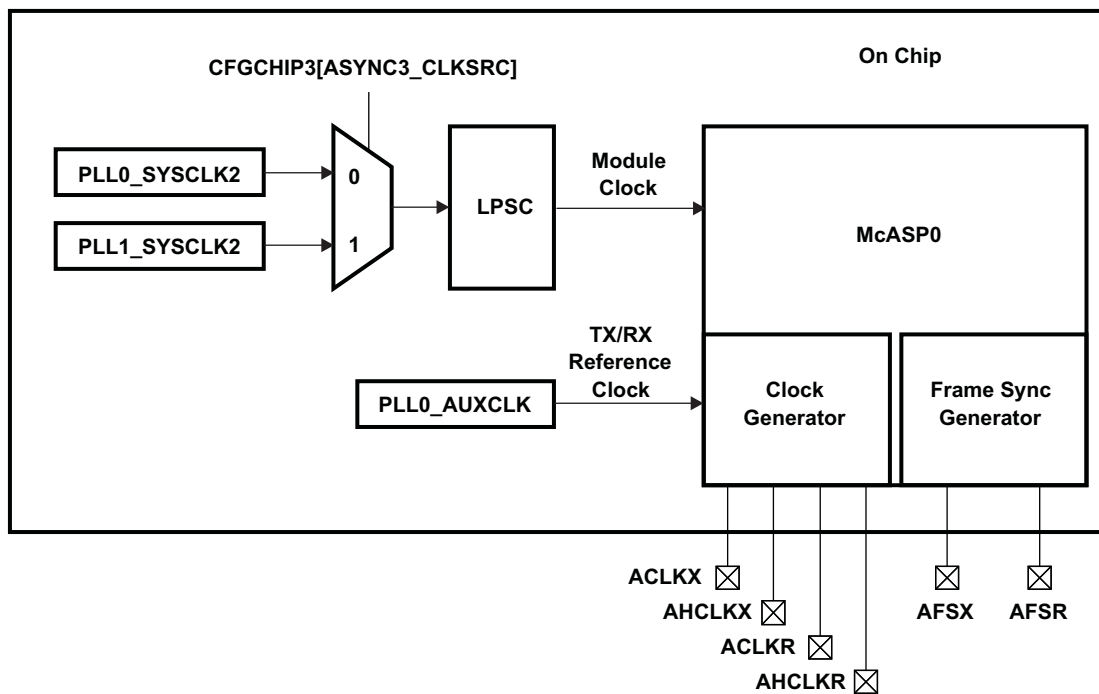 On Chip
CFGCHIP3[ASYNC3_CLKSRC]
PLL0_SYSCLK2
0
PLL1_SYSCLK2
1
LPSC
Module
Clock
McASP0
TX/RX
Reference
Clock
PLL0_AUXCLK
Clock
Generator
Frame Sync
Generator
ACLKX
AHCLKX
ACLKR
AHCLKR
AFSX
AFSR